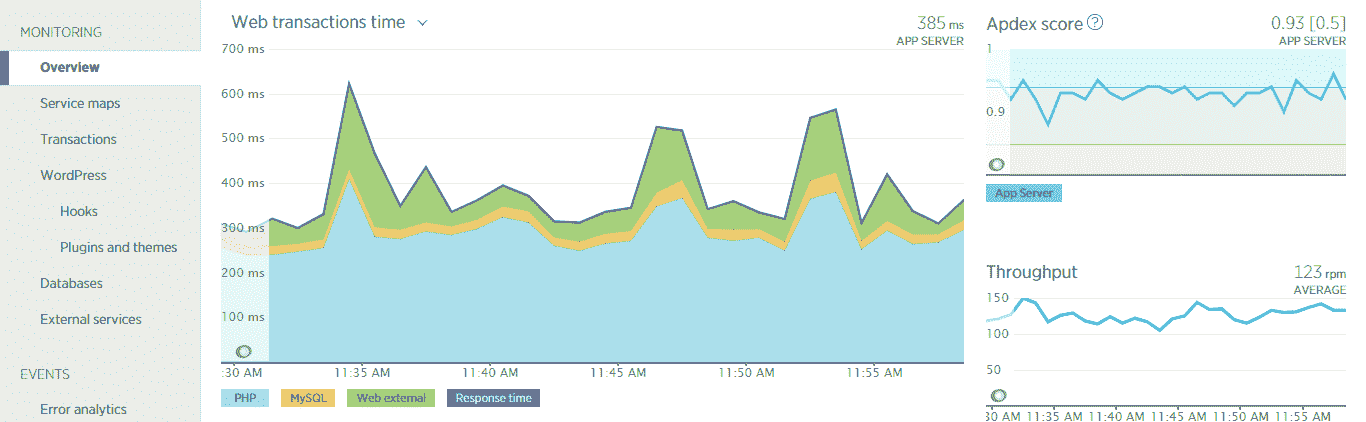 MONITORING
Overview
Service maps
Transactions
WordPress
Hooks
Plugins and themes
Databases
External services
EVENTS
Error analytics
Web transactions time
385 ms
APP SERVER
700 ms
600 ms
500 ms
400 ms
300 ms
200 ms
100 ms
:30 AM 11:35 AM 11:40 AM 11:45 AM 11:50 AM 11:55 AM
PHP MySQL Web external Response time
Apdex score ?
0.93 [0.5]
APP SERVER
1
0.9
App Server
Throughput
123 rpm
AVERAGE
150
100
50
30 AM 11:35 AM 11:40 AM 11:45 AM 11:50 AM 11:55 AM